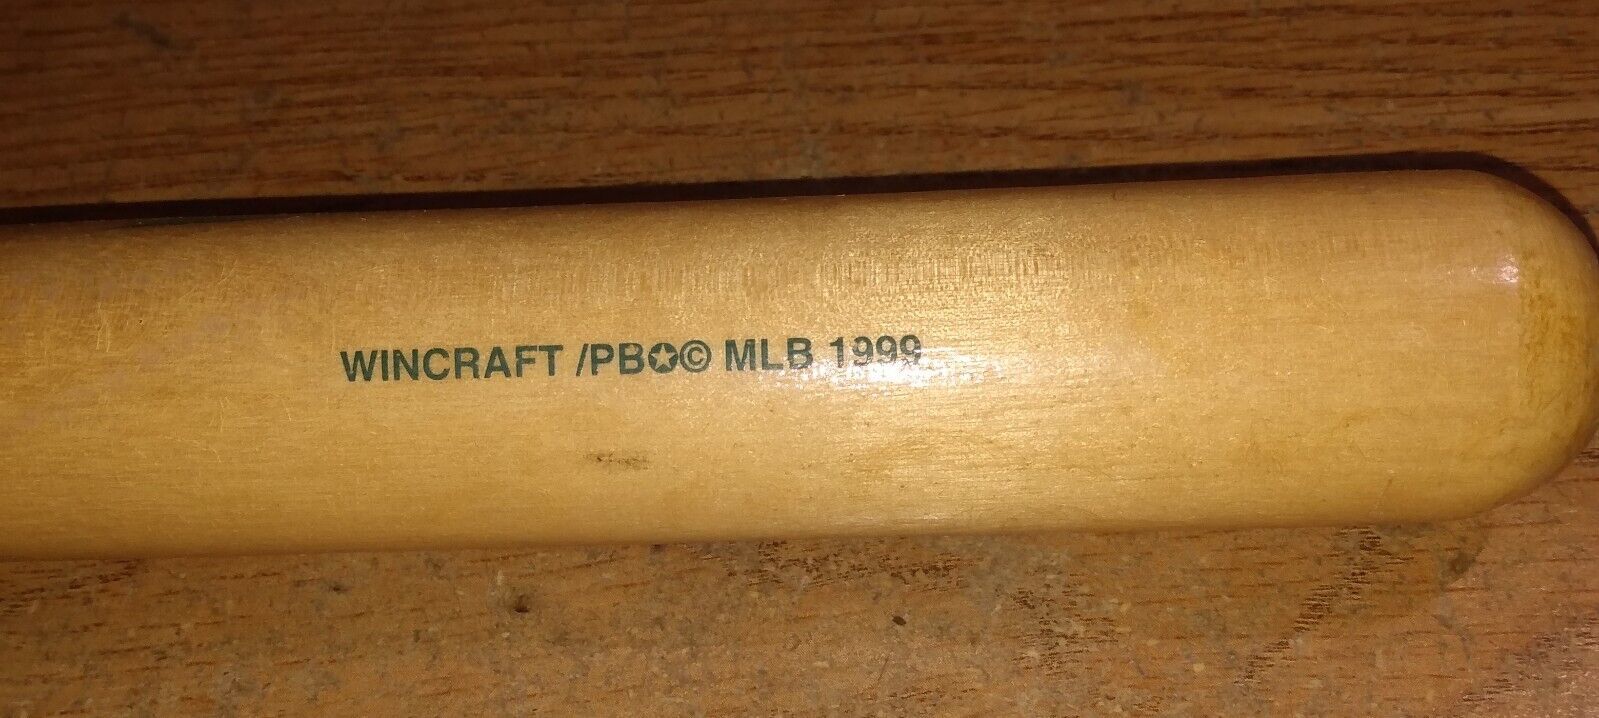 WINCRAFT /PB✪© MLB 1999